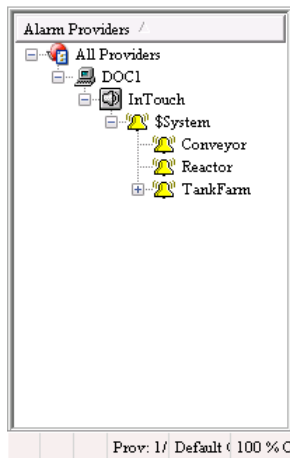 Alarm Providers
All Providers
DOC1
InTouch
$System
Conveyor
Reactor
TankFarm
Prov: 1/ Default 100 % C